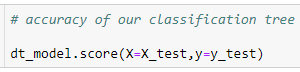 # accuracy of our classification tree
dt_model.score(X=X_test,y=y_test)